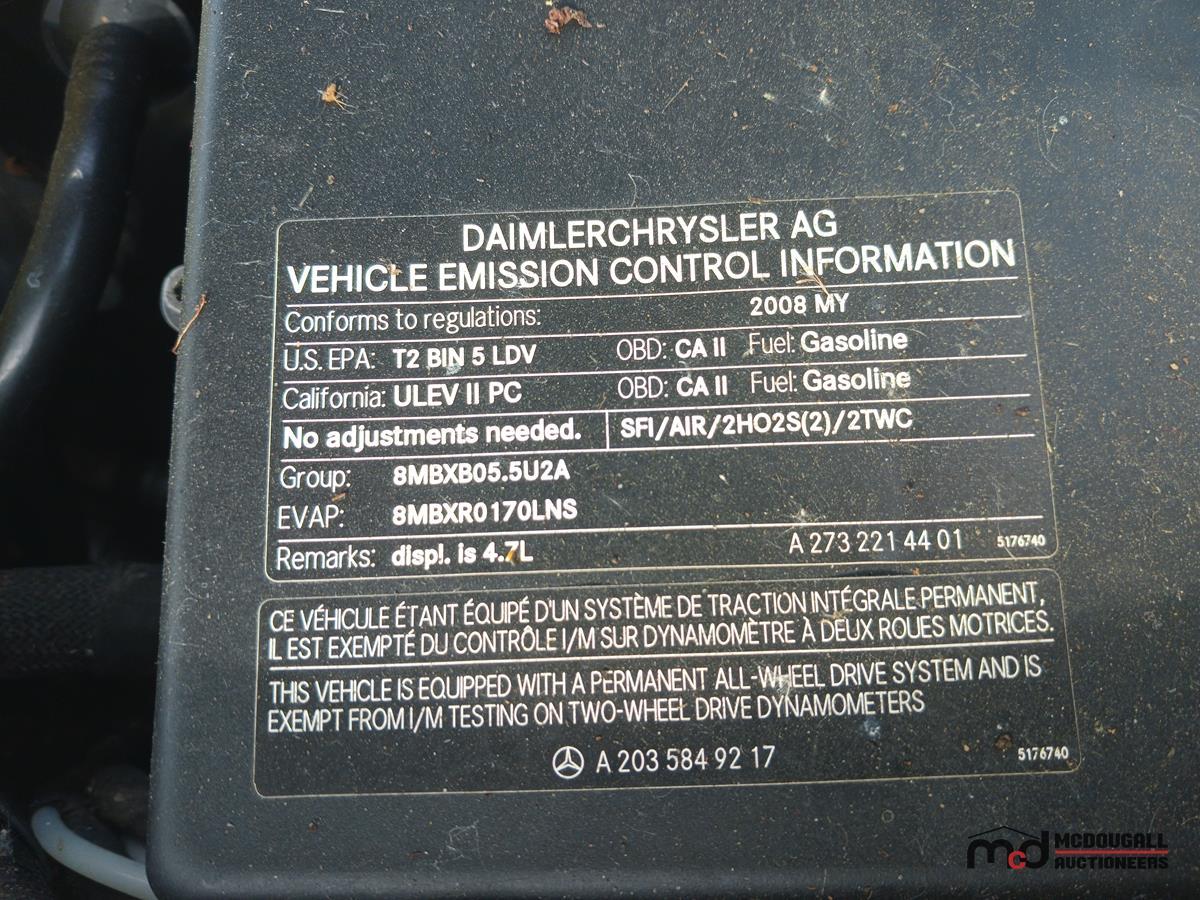 DAIMLERCHRYSLER AG
VEHICLE EMISSION CONTROL INFORMATION
Conforms to regulations: 2008 MY
U.S. EPA: T2 BIN 5 LDV OBD: CA II Fuel: Gasoline
California: ULEV II PC OBD: CA II Fuel: Gasoline
No adjustments needed. SFI/AIR/2HO2S(2)/2TWC
Group: 8MBXB05.5U2A
EVAP: 8MBXR0170LNS
Remarks: displ. is 4.7L A 273 221 44 01 5176740
CE VÉHICULE ÉTANT ÉQUIPÉ D'UN SYSTÈME DE TRACTION INTÉGRALE PERMANENT,
IL EST EXEMPTÉ DU CONTRÔLE I/M SUR DYNAMOMÈTRE À DEUX ROUES MOTRICES.
THIS VEHICLE IS EQUIPPED WITH A PERMANENT ALL-WHEEL DRIVE SYSTEM AND IS
EXEMPT FROM I/M TESTING ON TWO-WHEEL DRIVE DYNAMOMETERS
A 203 584 92 17 5176740
mcd MCDOUGALL
AUCTIONEERS